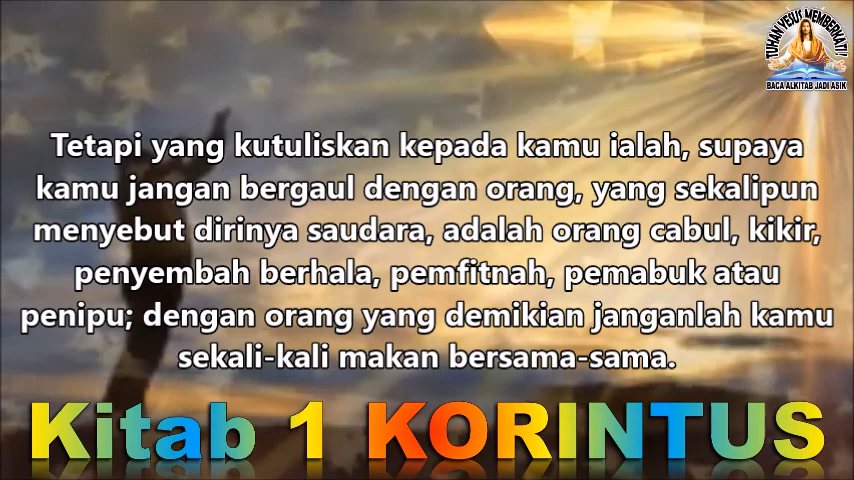 TUHAN YESUS MEMBERKATI!
BACA ALKITAB JADI ASIK
Tetapi yang kutuliskan kepada kamu ialah, supaya
kamu jangan bergaul dengan orang, yang sekalipun
menyebut dirinya saudara, adalah orang cabul, kikir,
penyembah berhala, pemfitnah, pemabuk atau
penipu; dengan orang yang demikian janganlah kamu
sekali-kali makan bersama-sama.
Kitab 1 KORINTUS